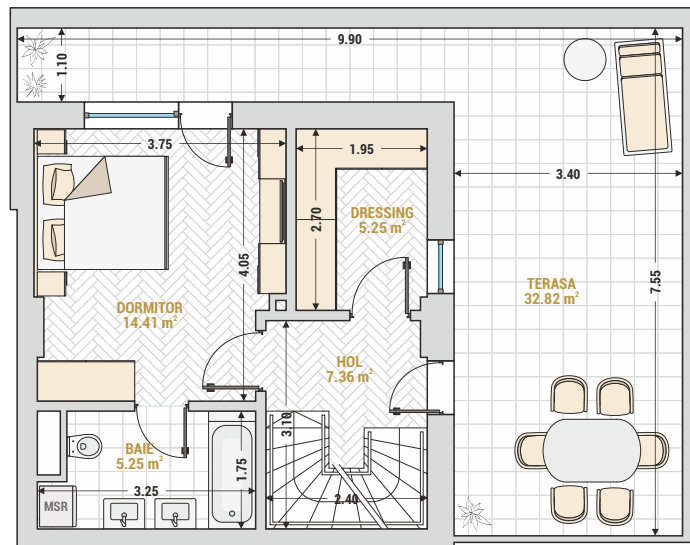 9.90
1.10
3.75
1.95
3.40
2.70
DRESSING
5.25 m²
4.05
7.55
TERASA
32.82 m²
DORMITOR
14.41 m²
HOL
7.36 m²
3.10
BAIE
5.25 m²
1.75
3.25
2.40
MSR